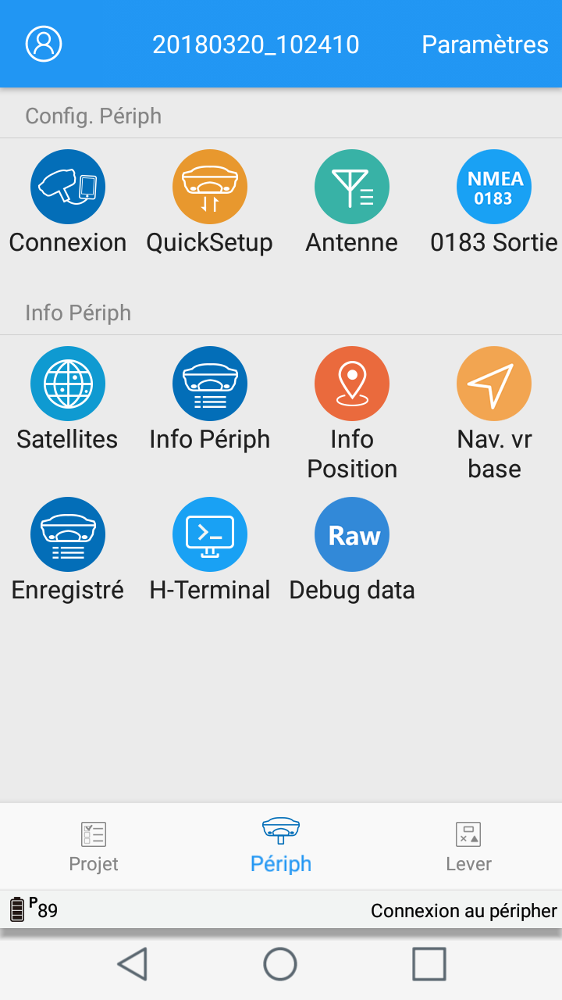 20180320_102410 Paramètres
Config. Périph
NMEA
0183
Connexion QuickSetup Antenne 0183 Sortie
Info Périph
Satellites Info Périph Info Nav. vr
Position base
Raw
Enregistré H-Terminal Debug data
Projet Périph Lever
P89 Connexion au péripher